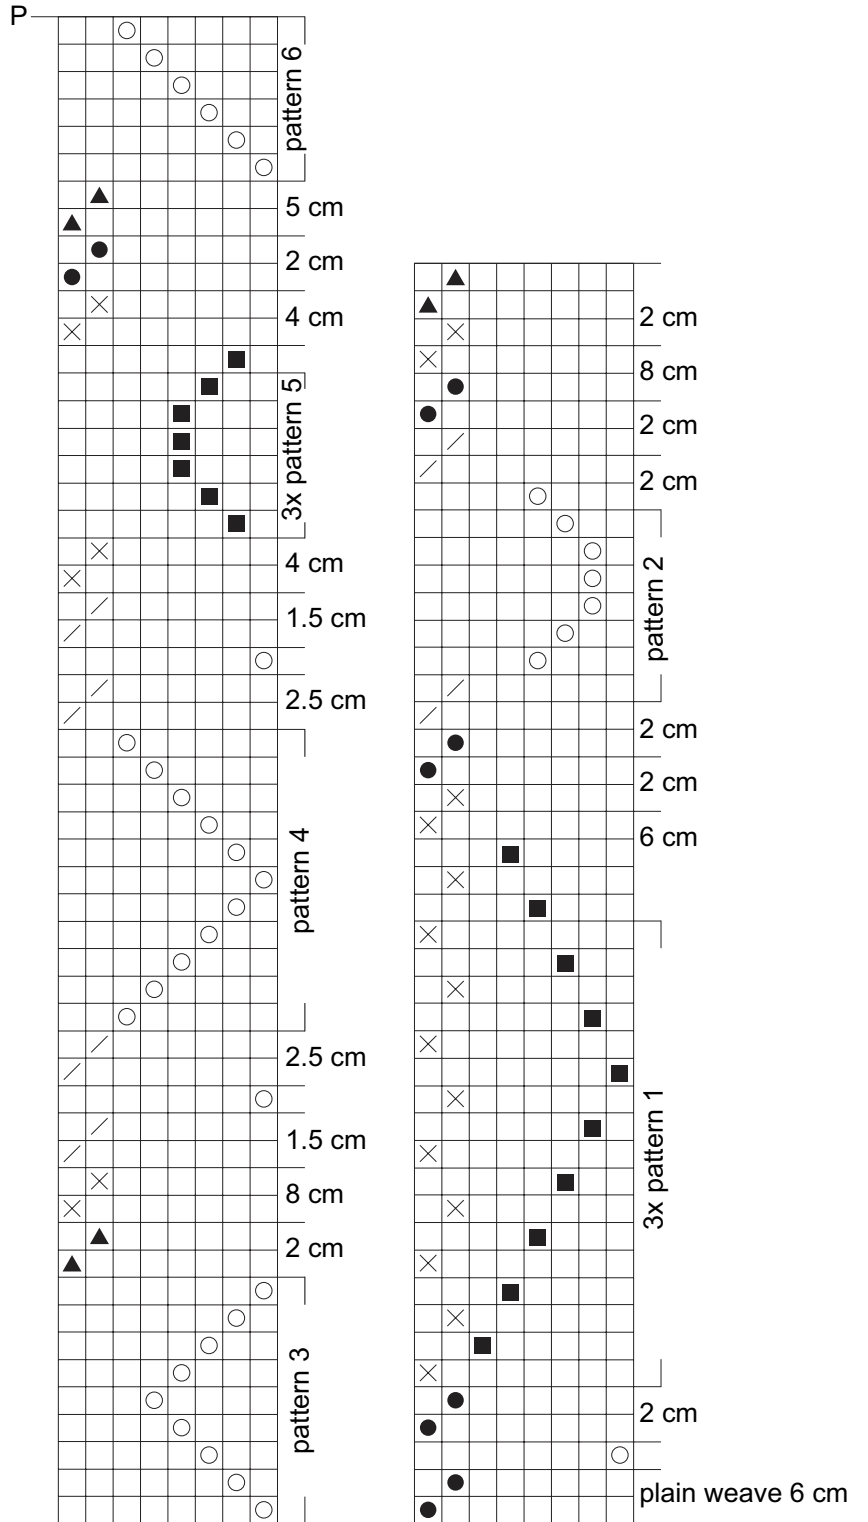 P
pattern 6
5 cm
2 cm
4 cm
3x pattern 5
4 cm
1.5 cm
2.5 cm
pattern 4
2.5 cm
1.5 cm
8 cm
2 cm
pattern 3
2 cm
8 cm
2 cm
2 cm
pattern 2
2 cm
2 cm
6 cm
3x pattern 1
2 cm
plain weave 6 cm